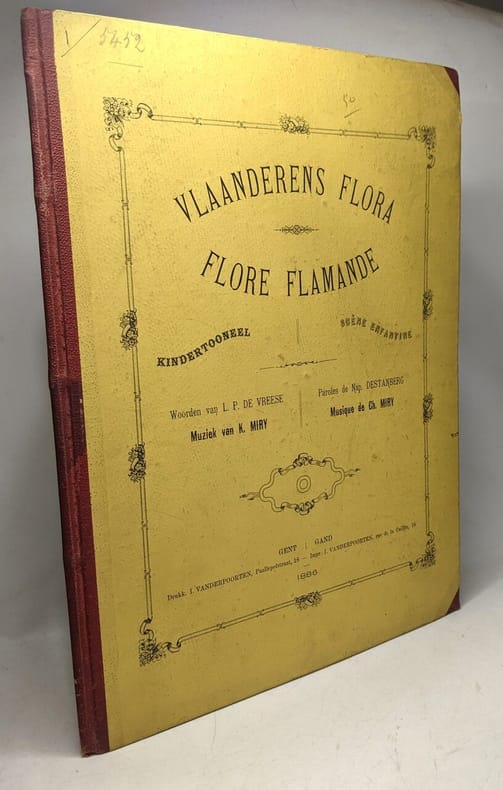 1/5452
50
VLAANDERENS FLORA
FLORE FLAMANDE
KINDERTOONEEL
SCÈNE ENFANTINE
Woorden van L. P. DE VREESE
Muziek van K. MIRY
Paroles de Nap. DESTANBERG
Musique de Ch. MIRY
GENT | GAND
Drukk. I. VANDERPOORTEN, Pollepelstraat, 18 — Impr. I. VANDERPOORTEN, rue de la Cuiller, 18
1886